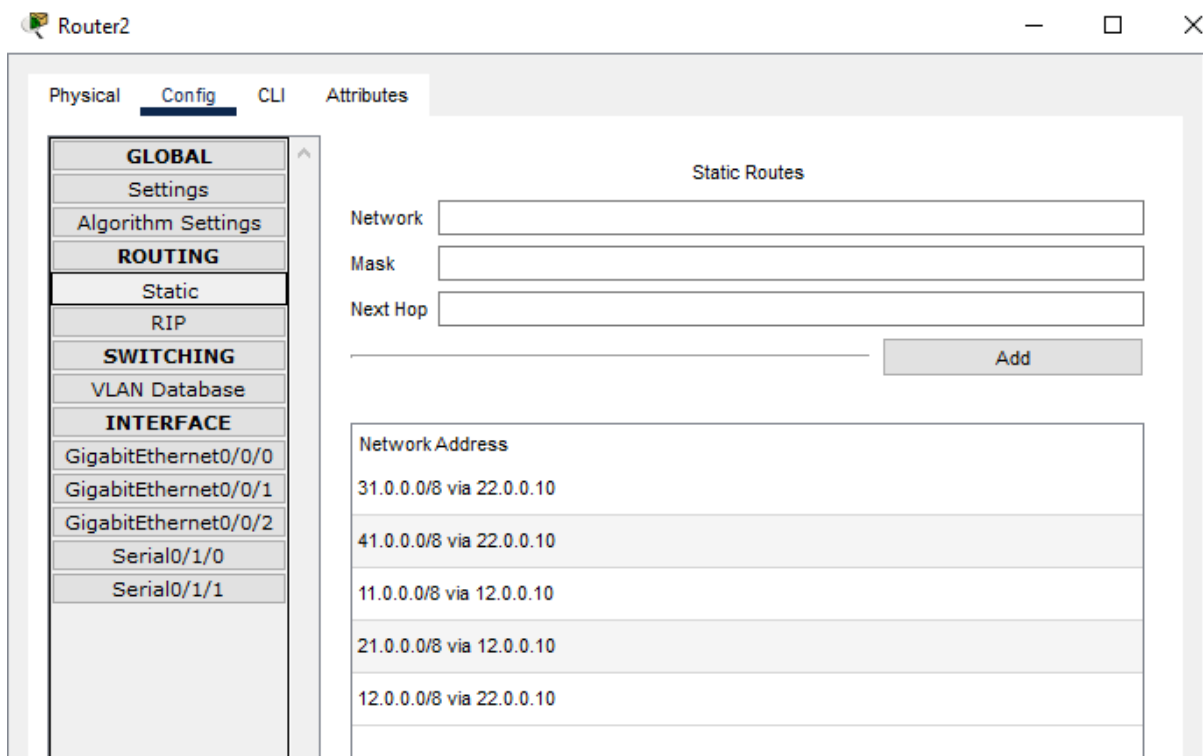 Router2
Physical Config CLI Attributes
GLOBAL
Settings
Algorithm Settings
ROUTING
Static
RIP
SWITCHING
VLAN Database
INTERFACE
GigabitEthernet0/0/0
GigabitEthernet0/0/1
GigabitEthernet0/0/2
Serial0/1/0
Serial0/1/1
Static Routes
Network
Mask
Next Hop
Add
Network Address
31.0.0.0/8 via 22.0.0.10
41.0.0.0/8 via 22.0.0.10
11.0.0.0/8 via 12.0.0.10
21.0.0.0/8 via 12.0.0.10
12.0.0.0/8 via 22.0.0.10